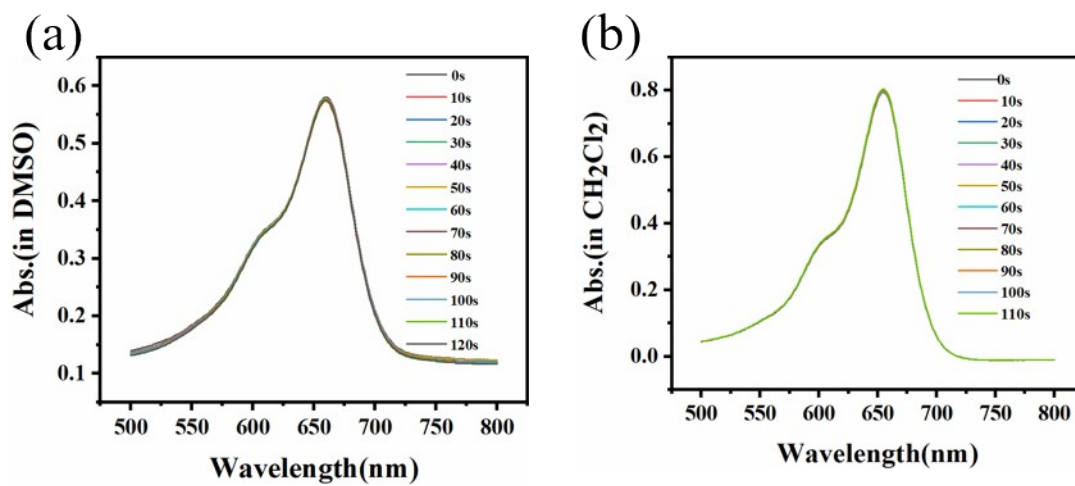 (a)
Abs.(in DMSO)
0.6
0.5
0.4
0.3
0.2
0.1
0s
10s
20s
30s
40s
50s
60s
70s
80s
90s
100s
110s
120s
500 550 600 650 700 750 800
Wavelength(nm)
(b)
Abs.(in CH2Cl2)
0.8
0.6
0.4
0.2
0.0
0s
10s
20s
30s
40s
50s
60s
70s
80s
90s
100s
110s
500 550 600 650 700 750 800
Wavelength(nm)